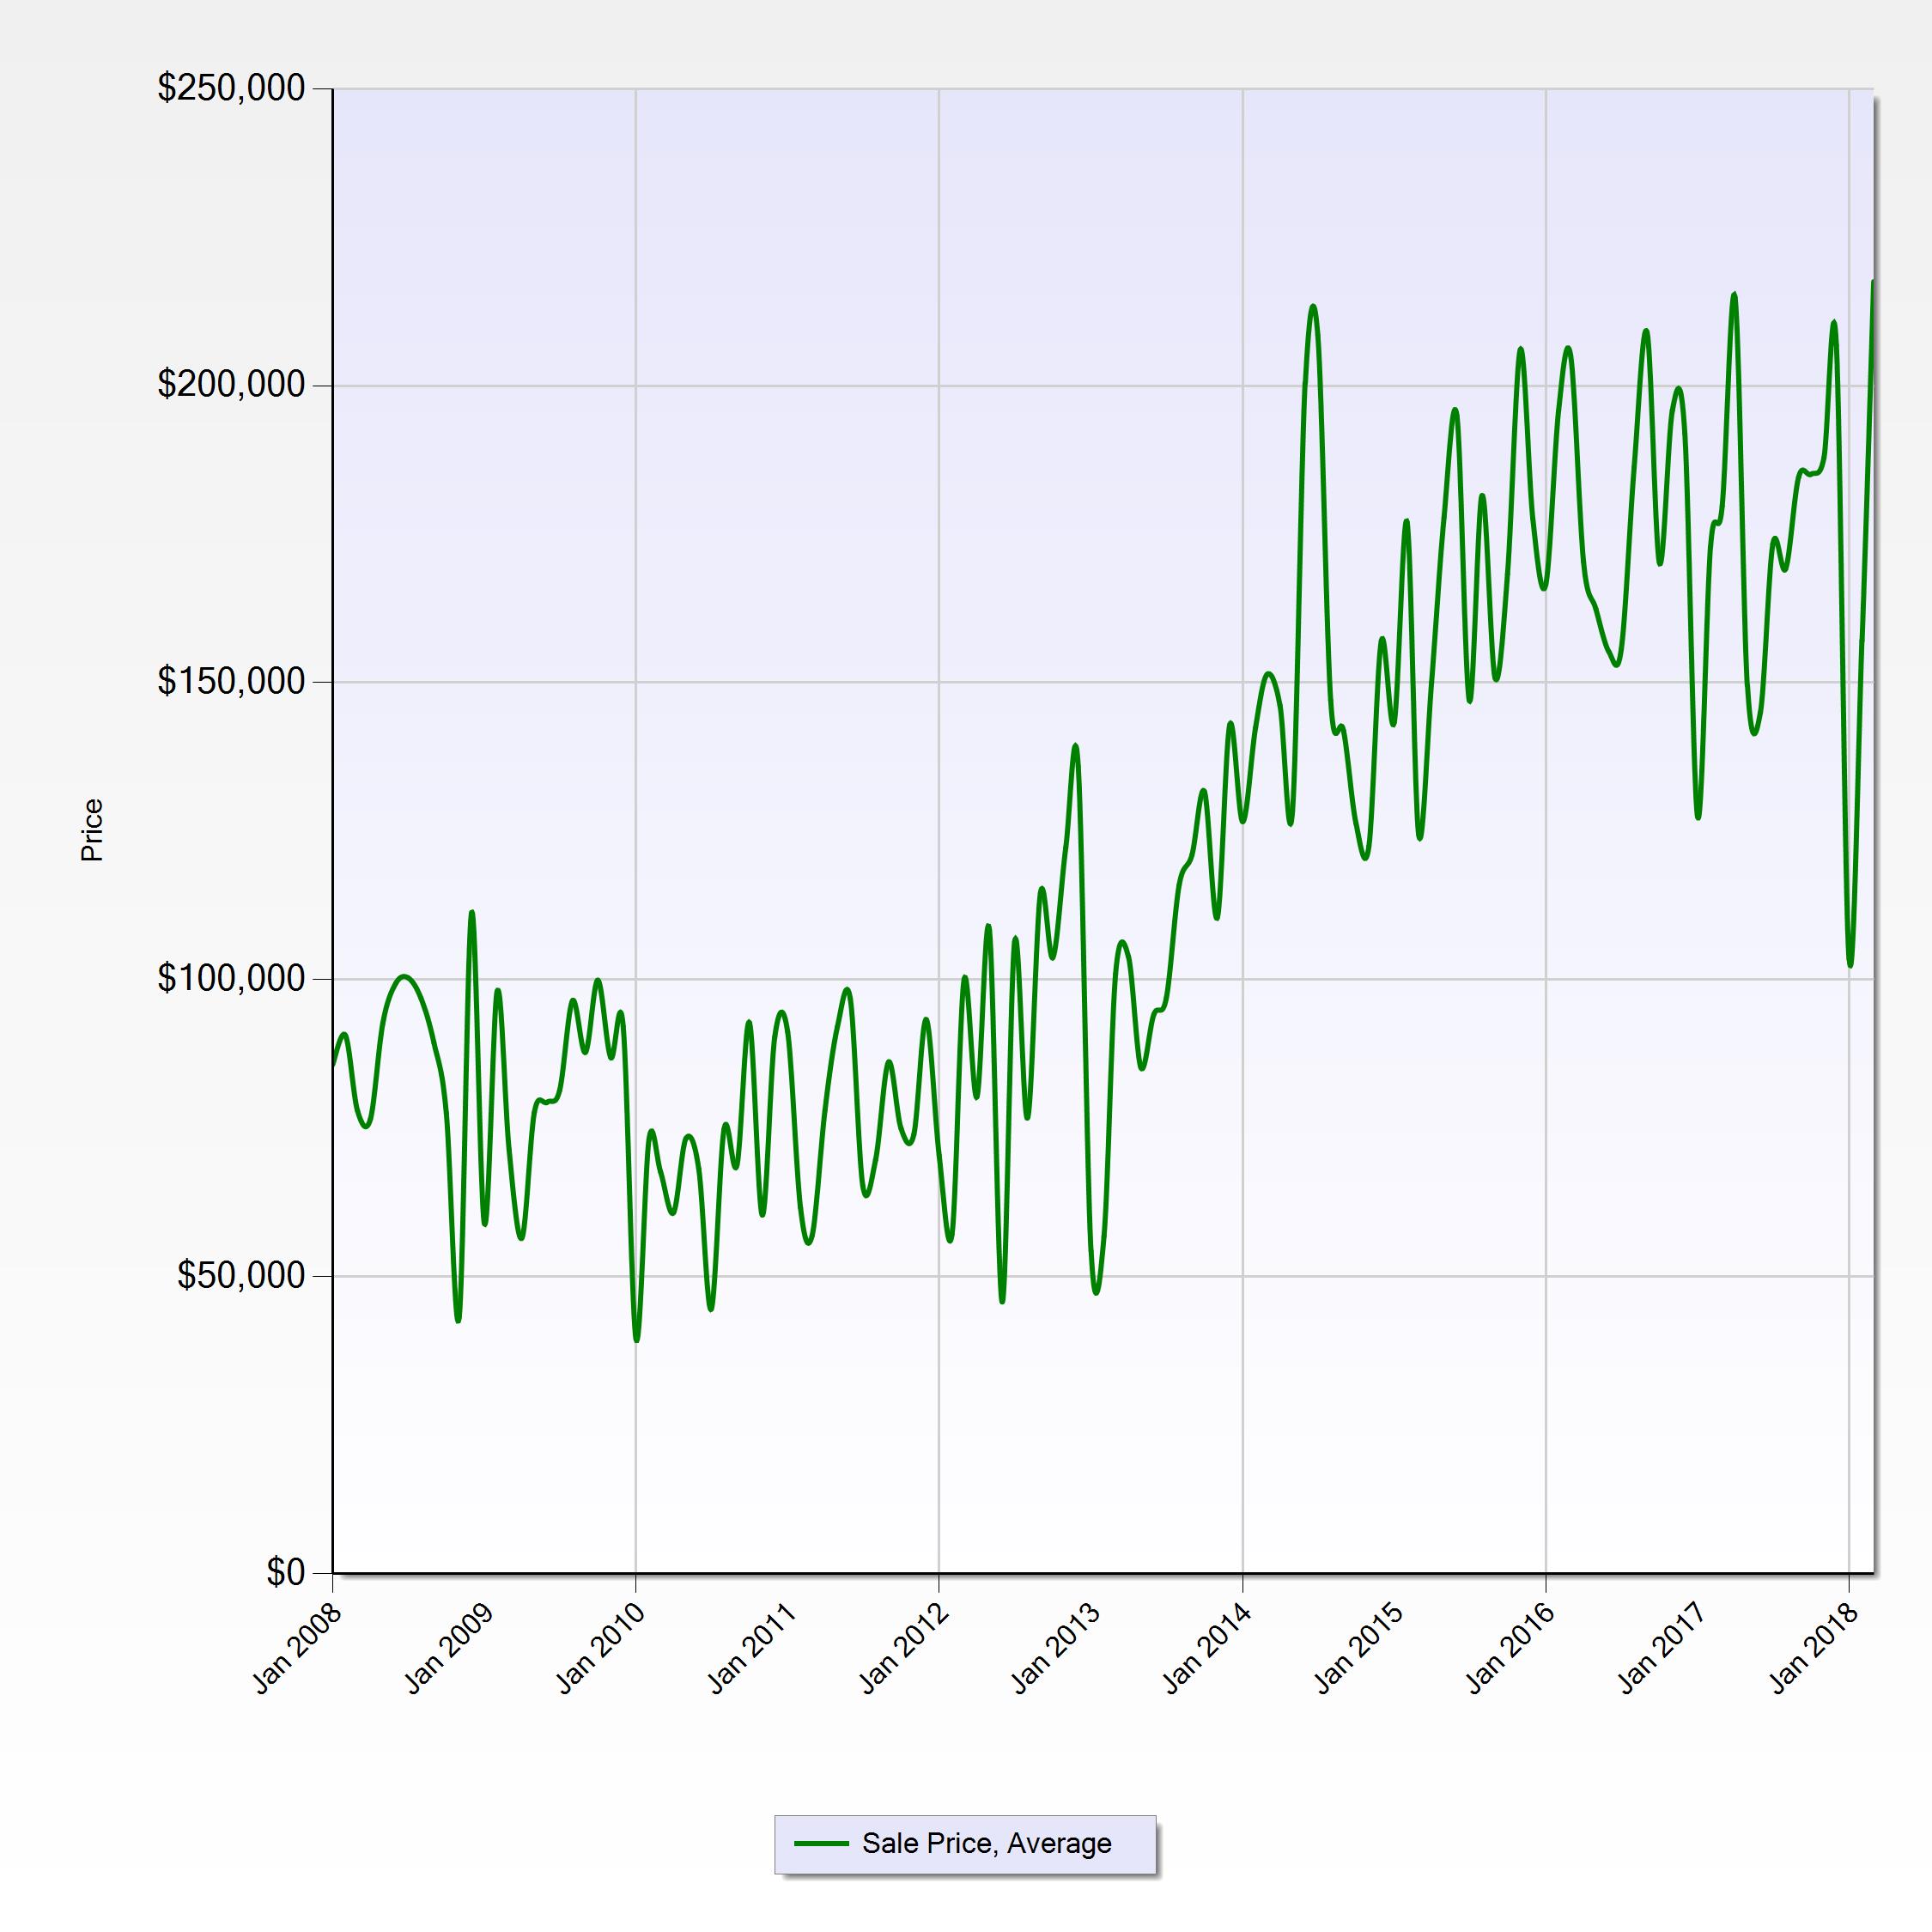 $250,000
$200,000
$150,000
$100,000
$50,000
$0
Price
Jan 2008
Jan 2009
Jan 2010
Jan 2011
Jan 2012
Jan 2013
Jan 2014
Jan 2015
Jan 2016
Jan 2017
Jan 2018
Sale Price, Average